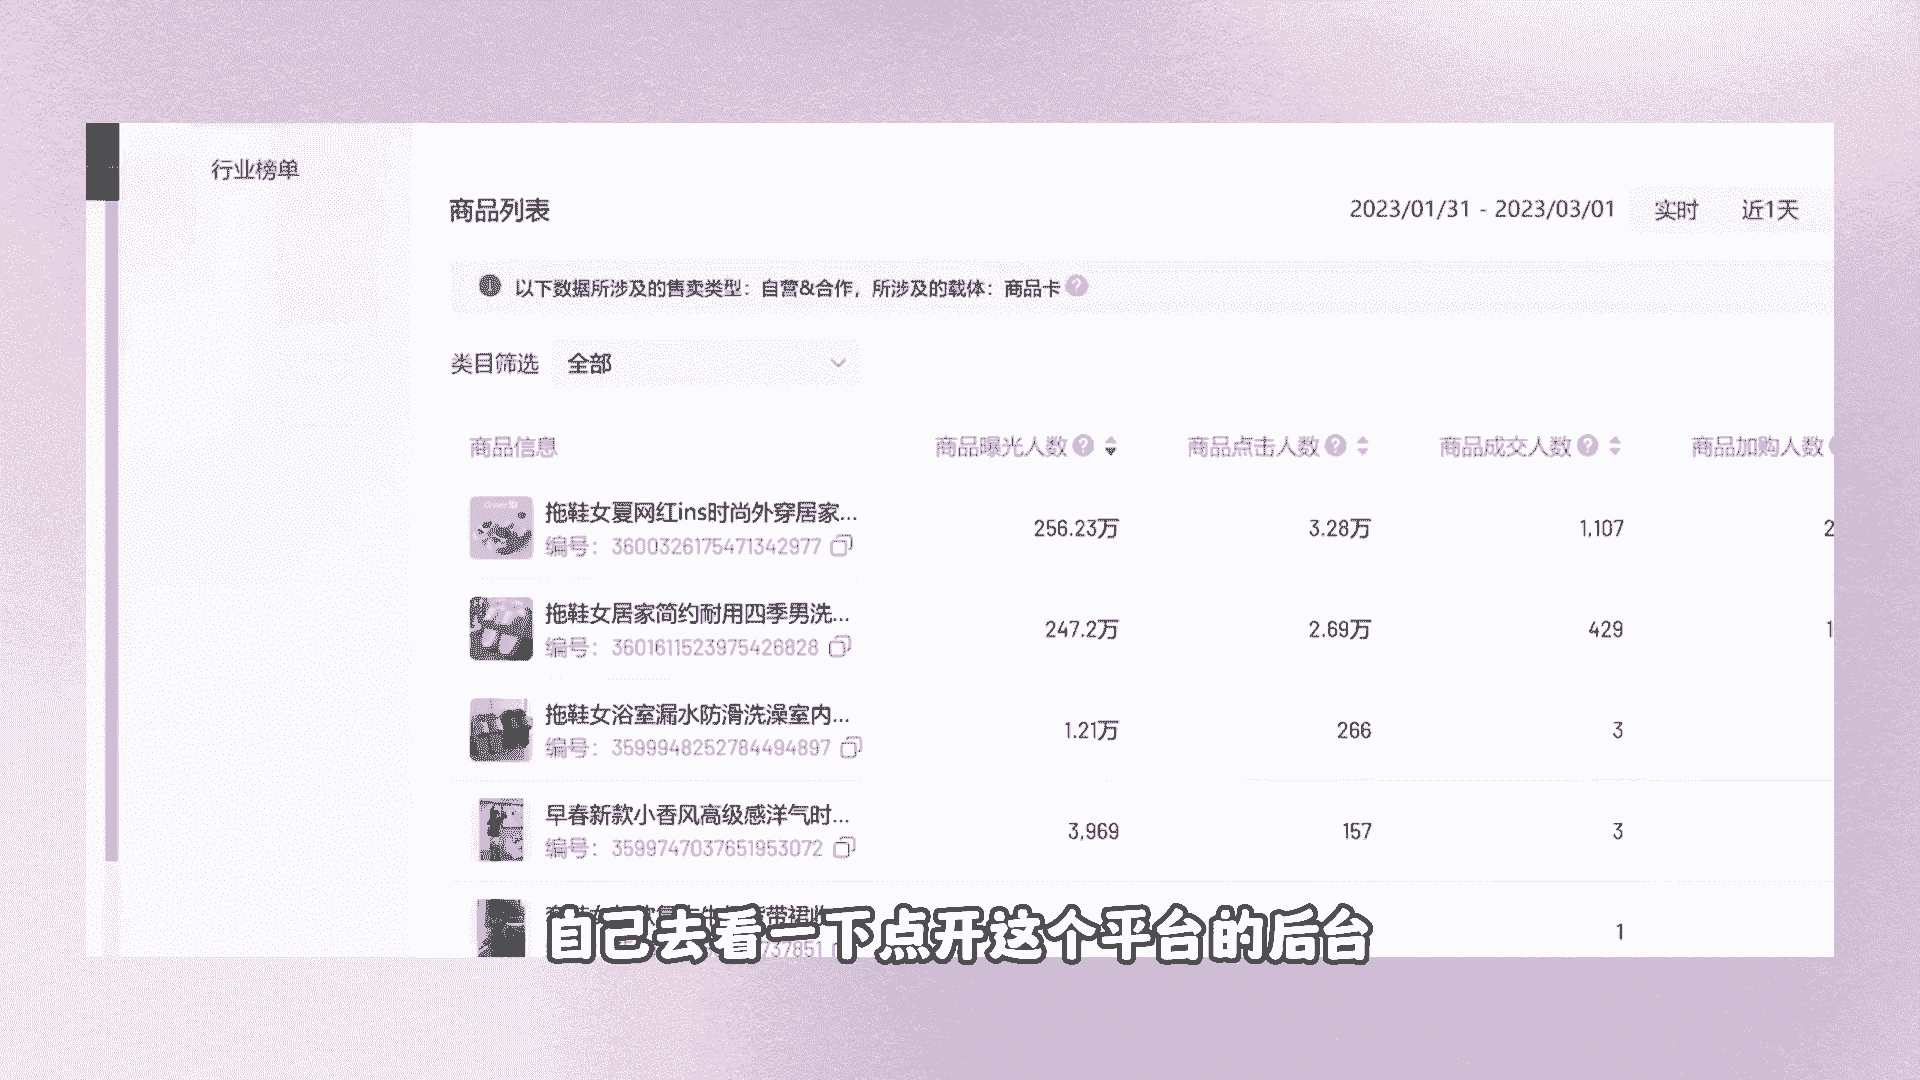 行业榜单
商品列表
2023/01/31 - 2023/03/01 实时 近1天
以下数据所涉及的售卖类型：自营&合作，所涉及的载体：商品卡
类目筛选 全部
商品信息 商品曝光人数 商品点击人数 商品成交人数 商品加购人数
拖鞋女夏网红ins时尚外穿居家...
编号：3600326175471342977
256.23万 3.28万 1,107 2
拖鞋女居家简约耐用四季男洗...
编号：3601611523975426828
247.2万 2.69万 429 1
拖鞋女浴室漏水防滑洗澡室内...
编号：3599948252784494897
1.21万 266 3
早春新款小香风高级感洋气时...
编号：3599747037651953072
3,969 157 3
737851
1
自己去看一下点开这个平台的后台